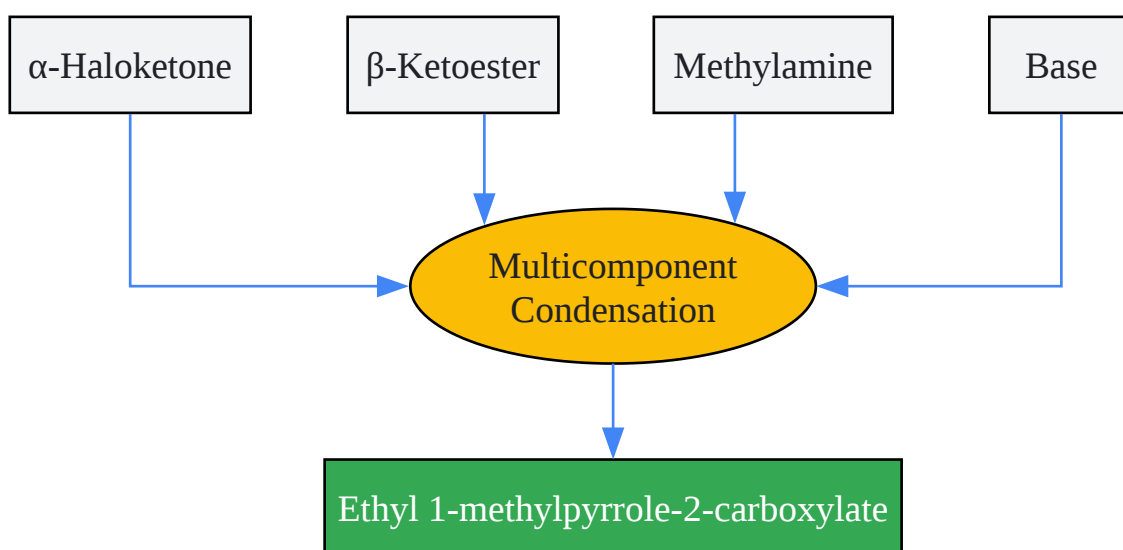 α-Haloketone
β-Ketoester
Methylamine
Base
Multicomponent
Condensation
Ethyl 1-methylpyrrole-2-carboxylate